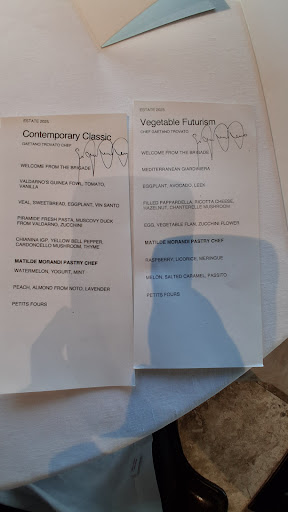 ESTATE 2025
Contemporary Classic
GAETANO TROVATO CHEF
WELCOME FROM THE BRIGADE
VALDARNO'S GUINEA FOWL, TOMATO,
VANILLA
VEAL, SWEETBREAD, EGGPLANT, VIN SANTO
PIRAMIDE FRESH PASTA, MUSCOVY DUCK
FROM VALDARNO, ZUCCHINI
CHIANINA IGP, YELLOW BELL PEPPER,
CARDONCELLO MUSHROOM, THYME
MATILDE MORANDI PASTRY CHEF
WATERMELON, YOGURT, MINT
PEACH, ALMOND FROM NOTO, LAVENDER
PETITS FOURS
ESTATE 2025
Vegetable Futurism
CHEF GAETANO TROVATO
WELCOME FROM THE BRIGADE
MEDITERRANEAN GIARDINIERA
EGGPLANT, AVOCADO, LEEK
FILLED PAPPARDELLA, RICOTTA CHEESE,
HAZELNUT, CHANTERELLE MUSHROOM
EGG, VEGETABLE FLAN, ZUCCHINI FLOWER
MATILDE MORANDI PASTRY CHEF
RASPBERRY, LICORICE, MERINGUE
MELON, SALTED CARAMEL, PASSITO
PETITS FOURS